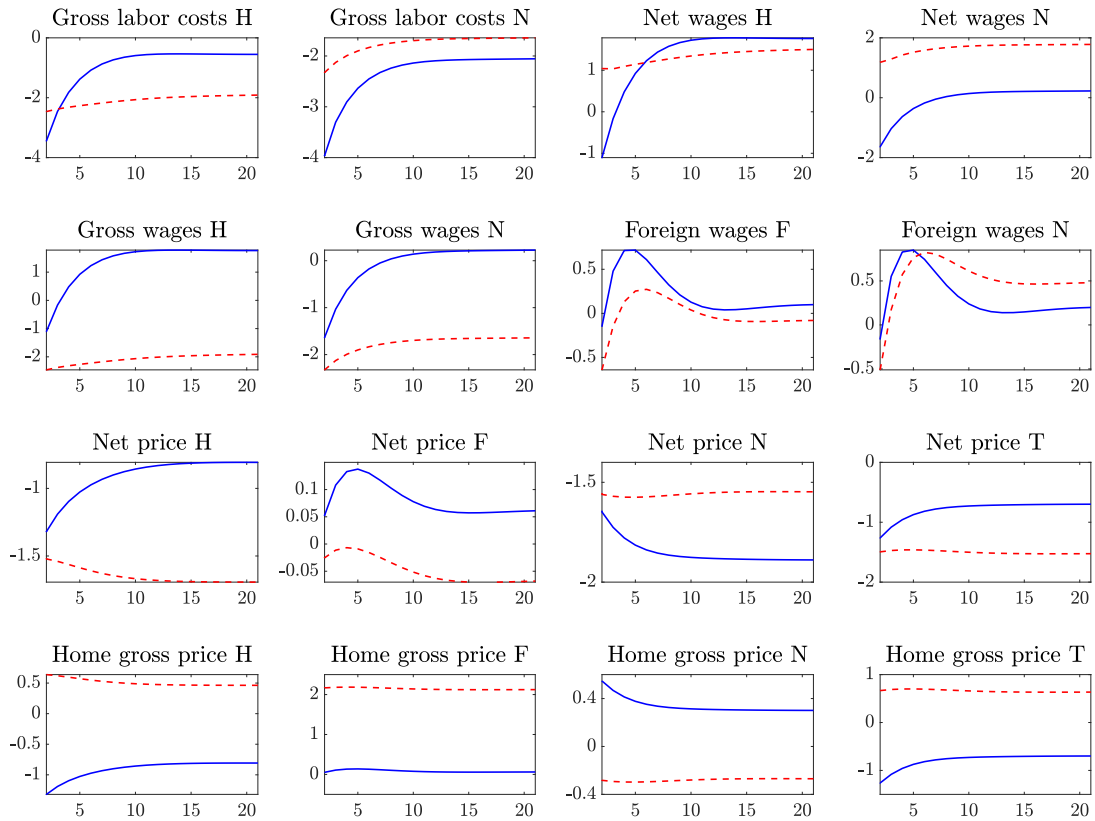 Gross labor costs H
Gross labor costs N
Net wages H
Net wages N
0
-2
-4
5 10 15 20
-2
-3
-4
5 10 15 20
1
0
-1
5 10 15 20
2
0
-2
5 10 15 20
Gross wages H
Gross wages N
Foreign wages F
Foreign wages N
1
0
-1
-2
5 10 15 20
0
-1
-2
5 10 15 20
0.5
0
-0.5
5 10 15 20
0.5
0
-0.5
5 10 15 20
Net price H
Net price F
Net price N
Net price T
-1
-1.5
5 10 15 20
0.1
0.05
0
-0.05
5 10 15 20
-1.5
-2
5 10 15 20
0
-1
-2
5 10 15 20
Home gross price H
Home gross price F
Home gross price N
Home gross price T
0.5
0
-1
-1
5 10 15 20
2
1
0
5 10 15 20
0.4
0
-0.4
5 10 15 20
1
0
-1
5 10 15 20